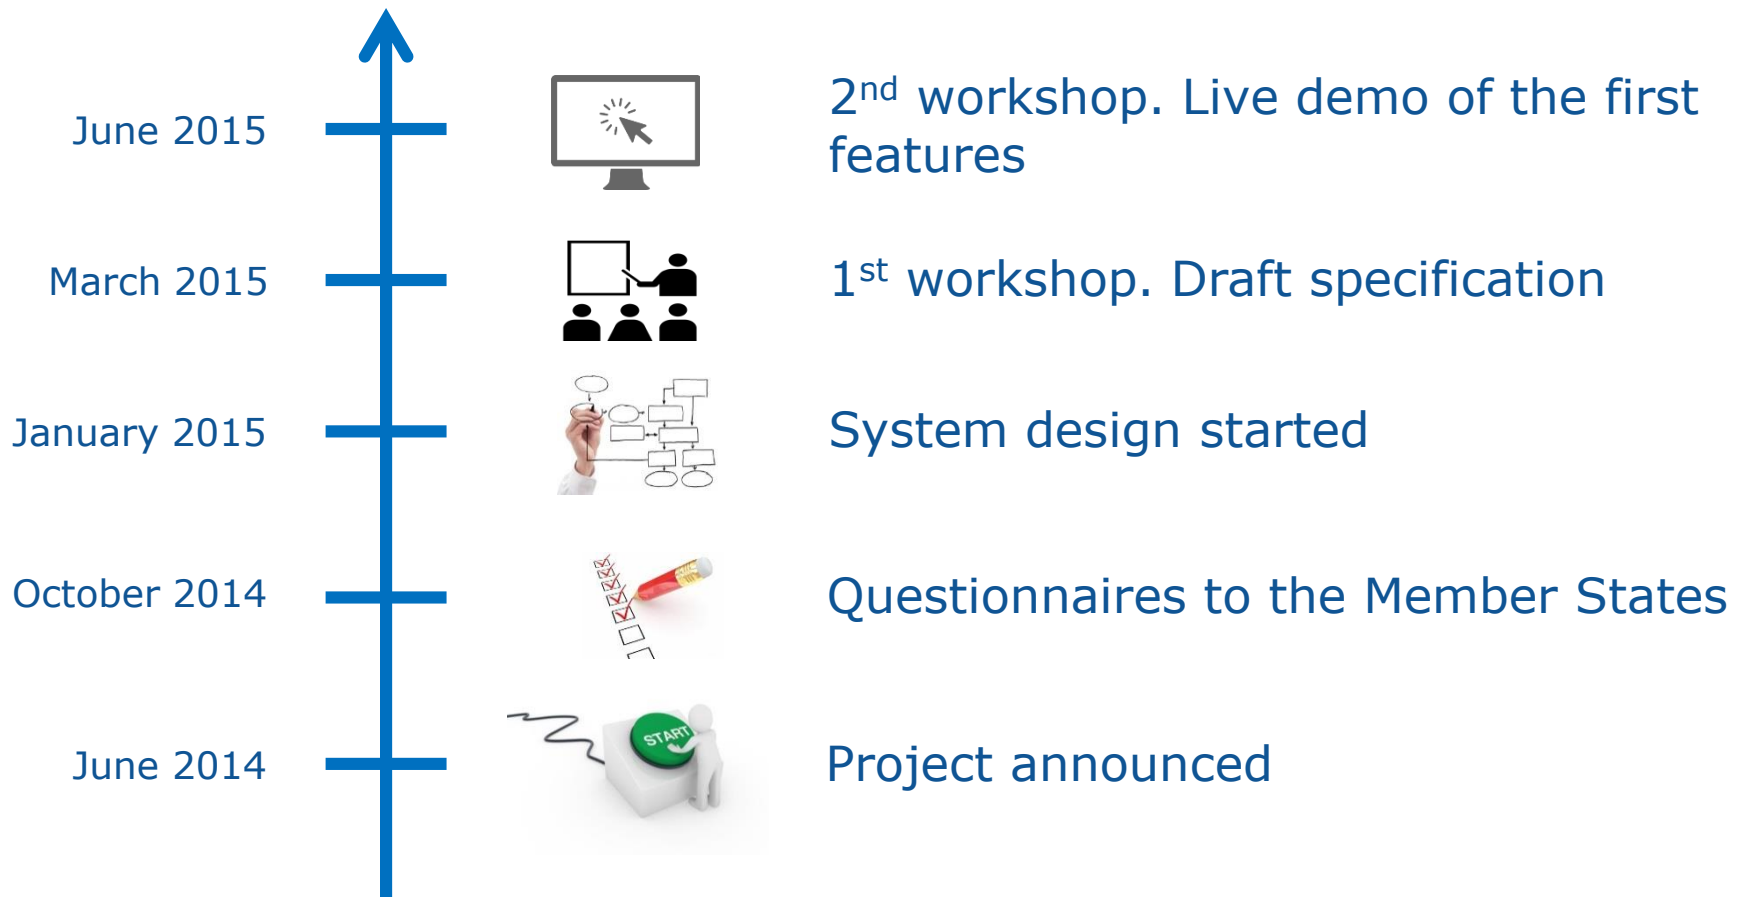 June 2015
2nd workshop. Live demo of the first
features
March 2015
1st workshop. Draft specification
January 2015
System design started
October 2014
Questionnaires to the Member States
June 2014
START
Project announced